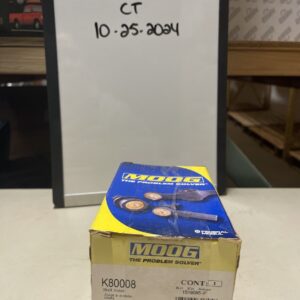 CT
10-25-2024
MOOG
THE PROBLEM SOLVER
MOOG
THE PROBLEM SOLVER
K80008
CONT: 1